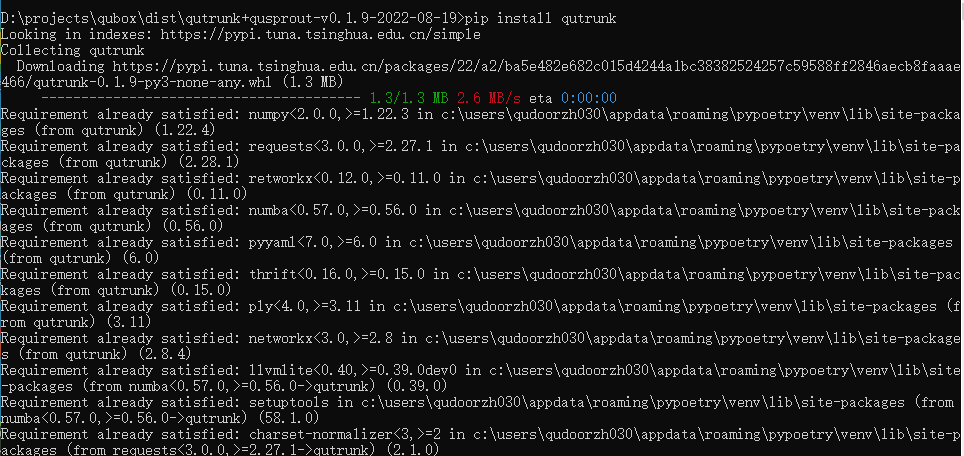 D:\projects\qubox\dist\qutrunk+qusprout-v0.1.9-2022-08-19>pip install qutrunk
Looking in indexes: https://pypi.tuna.tsinghua.edu.cn/simple
Collecting qutrunk
  Downloading https://pypi.tuna.tsinghua.edu.cn/packages/22/a2/ba5e482e682c015d4244a1bc38382524257c59588ff2846aecb8faaae
466/qutrunk-0.1.9-py3-none-any.whl (1.3 MB)
     ---------------------------------------- 1.3/1.3 MB 2.6 MB/s eta 0:00:00
Requirement already satisfied: numpy<2.0.0,>=1.22.3 in c:\users\qudoorzh030\appdata\roaming\pypoetry\venv\lib\site-packa
ges (from qutrunk) (1.22.4)
Requirement already satisfied: requests<3.0.0,>=2.27.1 in c:\users\qudoorzh030\appdata\roaming\pypoetry\venv\lib\site-pa
ckages (from qutrunk) (2.28.1)
Requirement already satisfied: retworkx<0.12.0,>=0.11.0 in c:\users\qudoorzh030\appdata\roaming\pypoetry\venv\lib\site-p
ackages (from qutrunk) (0.11.0)
Requirement already satisfied: numba<0.57.0,>=0.56.0 in c:\users\qudoorzh030\appdata\roaming\pypoetry\venv\lib\site-pack
ages (from qutrunk) (0.56.0)
Requirement already satisfied: pyyaml<7.0,>=6.0 in c:\users\qudoorzh030\appdata\roaming\pypoetry\venv\lib\site-packages
(from qutrunk) (6.0)
Requirement already satisfied: thrift<0.16.0,>=0.15.0 in c:\users\qudoorzh030\appdata\roaming\pypoetry\venv\lib\site-pac
kages (from qutrunk) (0.15.0)
Requirement already satisfied: ply<4.0,>=3.11 in c:\users\qudoorzh030\appdata\roaming\pypoetry\venv\lib\site-packages (f
rom qutrunk) (3.11)
Requirement already satisfied: networkx<3.0,>=2.8 in c:\users\qudoorzh030\appdata\roaming\pypoetry\venv\lib\site-package
s (from qutrunk) (2.8.4)
Requirement already satisfied: llvmlite<0.40,>=0.39.0dev0 in c:\users\qudoorzh030\appdata\roaming\pypoetry\venv\lib\site
-packages (from numba<0.57.0,>=0.56.0->qutrunk) (0.39.0)
Requirement already satisfied: setuptools in c:\users\qudoorzh030\appdata\roaming\pypoetry\venv\lib\site-packages (from
numba<0.57.0,>=0.56.0->qutrunk) (58.1.0)
Requirement already satisfied: charset-normalizer<3,>=2 in c:\users\qudoorzh030\appdata\roaming\pypoetry\venv\lib\site-p
ackages (from requests<3.0.0,>=2.27.1->qutrunk) (2.1.0)